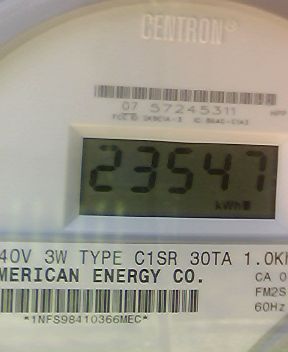 CENTRON®
07 57245311
23547
kWh
40V 3W TYPE C1SR 30TA 1.0K
MERICAN ENERGY CO.
CA 0
FM2S
60Hz
*1NFS98410366MEC*